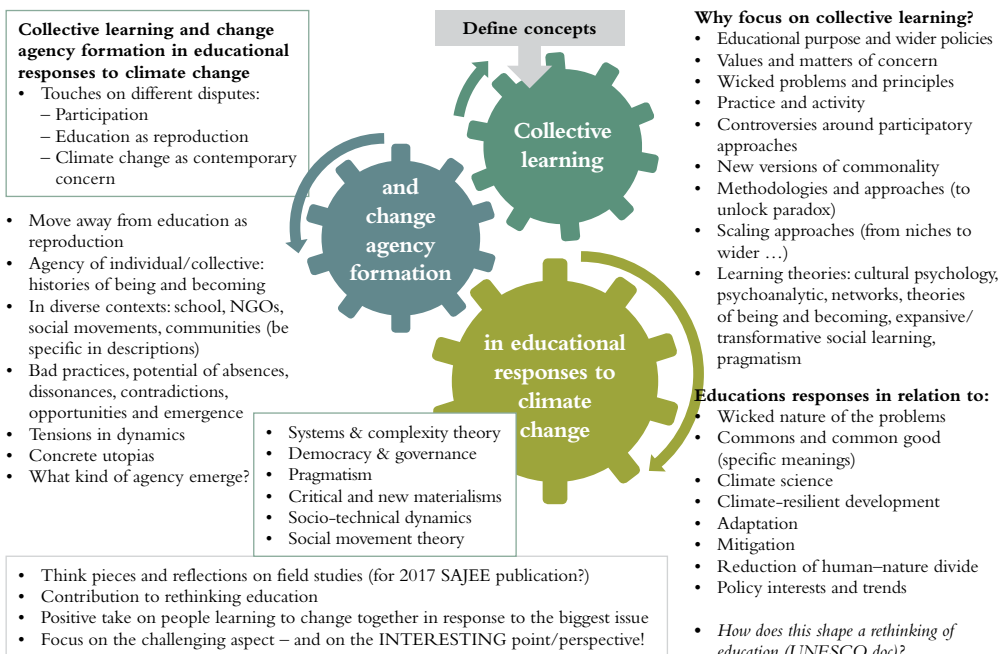 Collective learning and change
agency formation in educational
responses to climate change
• Touches on different disputes:
– Participation
– Education as reproduction
– Climate change as contemporary
concern
• Move away from education as
reproduction
• Agency of individual/collective:
histories of being and becoming
• In diverse contexts: school, NGOs,
social movements, communities (be
specific in descriptions)
• Bad practices, potential of absences,
dissonances, contradictions,
opportunities and emergence
• Tensions in dynamics
• Concrete utopias
• What kind of agency emerge?
Define concepts
Collective
learning
and
change
agency
formation
in educational
responses to
climate
change
• Systems & complexity theory
• Democracy & governance
• Pragmatism
• Critical and new materialisms
• Socio-technical dynamics
• Social movement theory
Why focus on collective learning?
• Educational purpose and wider policies
• Values and matters of concern
• Wicked problems and principles
• Practice and activity
• Controversies around participatory
approaches
• New versions of commonality
• Methodologies and approaches (to
unlock paradox)
• Scaling approaches (from niches to
wider …)
• Learning theories: cultural psychology,
psychoanalytic, networks, theories
of being and becoming, expansive/
transformative social learning,
pragmatism
Educations responses in relation to:
• Wicked nature of the problems
• Commons and common good
(specific meanings)
• Climate science
• Climate-resilient development
• Adaptation
• Mitigation
• Reduction of human–nature divide
• Policy interests and trends
• How does this shape a rethinking of
education (UNESCO doc)?
• Think pieces and reflections on field studies (for 2017 SAJEE publication?)
• Contribution to rethinking education
• Positive take on people learning to change together in response to the biggest issue
• Focus on the challenging aspect – and on the INTERESTING point/perspective!